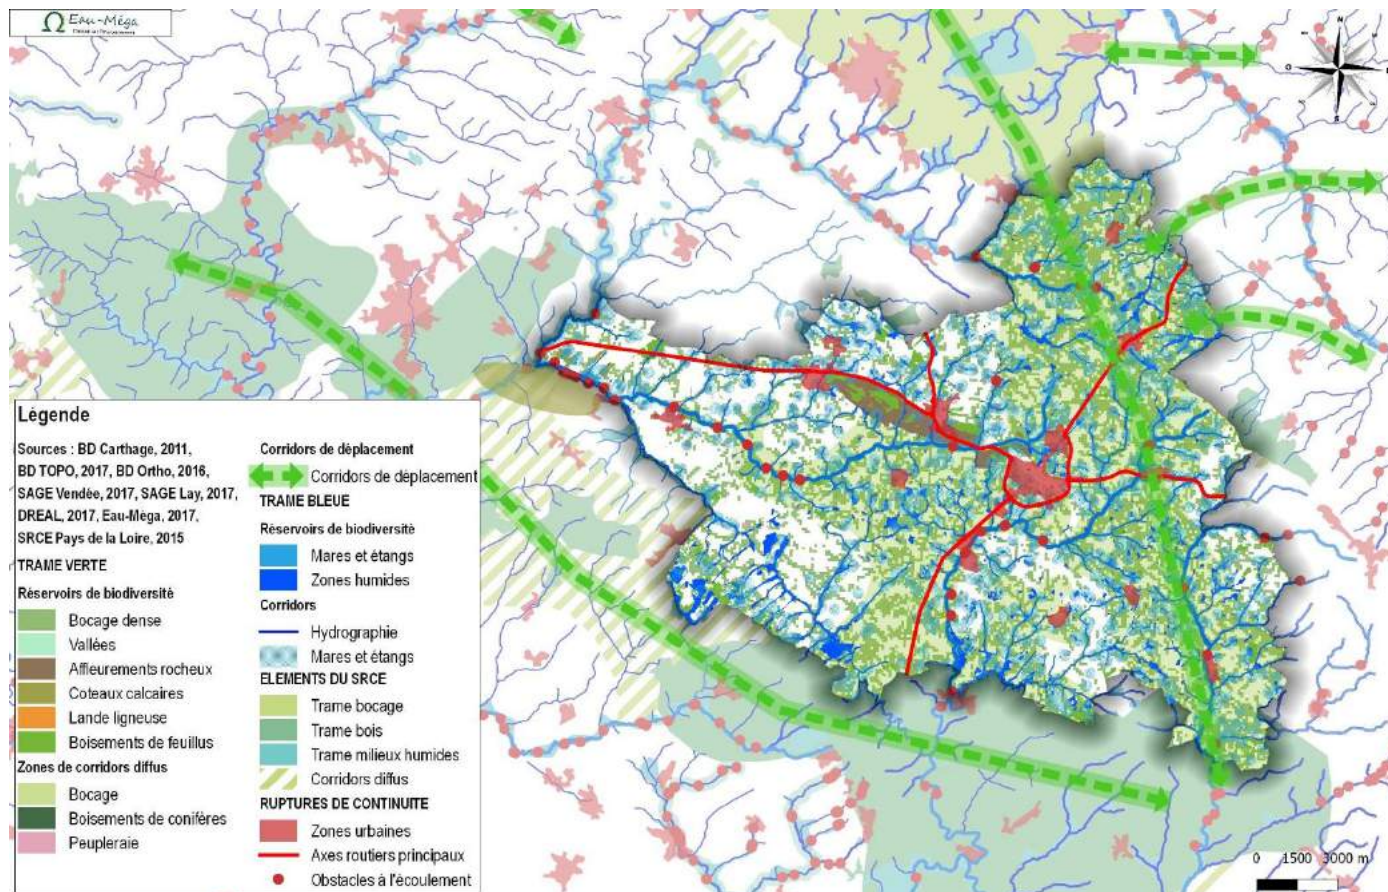 Eau-Méga
N
O
S
Légende
Sources : BD Carthage, 2011,
BD TOPO, 2017, BD Ortho, 2016,
SAGE Vendée, 2017, SAGE Lay, 2017,
DREAL, 2017, Eau-Méga, 2017,
SRCE Pays de la Loire, 2015
TRAME VERTE
Réservoirs de biodiversité
Bocage dense
Vallées
Affleurements rocheux
Coteaux calcaires
Lande ligneuse
Boisements de feuillus
Zones de corridors diffus
Bocage
Boisements de conifères
Peupleraie
Corridors de déplacement
Corridors de déplacement
TRAME BLEUE
Réservoirs de biodiversité
Mares et étangs
Zones humides
Corridors
Hydrographie
Mares et étangs
ELEMENTS DU SRCE
Trame bocage
Trame bois
Trame milieux humides
Corridors diffus
RUPTURES DE CONTINUITE
Zones urbaines
Axes routiers principaux
Obstacles à l'écoulement
0 1500 3000 m